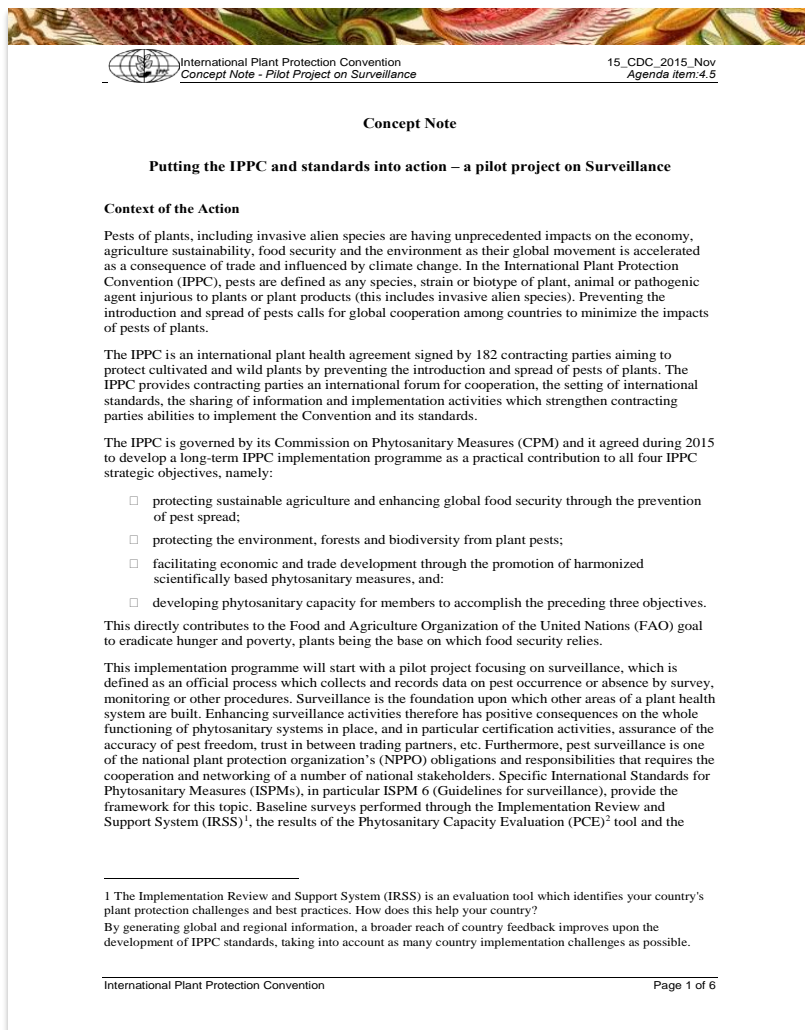 International Plant Protection Convention
Concept Note - Pilot Project on Surveillance
15_CDC_2015_Nov
Agenda item:4.5
IPPC
Concept Note
Putting the IPPC and standards into action – a pilot project on Surveillance
Context of the Action
Pests of plants, including invasive alien species are having unprecedented impacts on the economy,
agriculture sustainability, food security and the environment as their global movement is accelerated
as a consequence of trade and influenced by climate change. In the International Plant Protection
Convention (IPPC), pests are defined as any species, strain or biotype of plant, animal or pathogenic
agent injurious to plants or plant products (this includes invasive alien species). Preventing the
introduction and spread of pests calls for global cooperation among countries to minimize the impacts
of pests of plants.
The IPPC is an international plant health agreement signed by 182 contracting parties aiming to
protect cultivated and wild plants by preventing the introduction and spread of pests of plants. The
IPPC provides contracting parties an international forum for cooperation, the setting of international
standards, the sharing of information and implementation activities which strengthen contracting
parties abilities to implement the Convention and its standards.
The IPPC is governed by its Commission on Phytosanitary Measures (CPM) and it agreed during 2015
to develop a long-term IPPC implementation programme as a practical contribution to all four IPPC
strategic objectives, namely:
□ protecting sustainable agriculture and enhancing global food security through the prevention
of pest spread;
□ protecting the environment, forests and biodiversity from plant pests;
□ facilitating economic and trade development through the promotion of harmonized
scientifically based phytosanitary measures, and:
□ developing phytosanitary capacity for members to accomplish the preceding three objectives.
This directly contributes to the Food and Agriculture Organization of the United Nations (FAO) goal
to eradicate hunger and poverty, plants being the base on which food security relies.
This implementation programme will start with a pilot project focusing on surveillance, which is
defined as an official process which collects and records data on pest occurrence or absence by survey,
monitoring or other procedures. Surveillance is the foundation upon which other areas of a plant health
system are built. Enhancing surveillance activities therefore has positive consequences on the whole
functioning of phytosanitary systems in place, and in particular certification activities, assurance of the
accuracy of pest freedom, trust in between trading partners, etc. Furthermore, pest surveillance is one
of the national plant protection organization's (NPPO) obligations and responsibilities that requires the
cooperation and networking of a number of national stakeholders. Specific International Standards for
Phytosanitary Measures (ISPMs), in particular ISPM 6 (Guidelines for surveillance), provide the
framework for this topic. Baseline surveys performed through the Implementation Review and
Support System (IRSS)1, the results of the Phytosanitary Capacity Evaluation (PCE)2 tool and the
1 The Implementation Review and Support System (IRSS) is an evaluation tool which identifies your country's
plant protection challenges and best practices. How does this help your country?
By generating global and regional information, a broader reach of country feedback improves upon the
development of IPPC standards, taking into account as many country implementation challenges as possible.
International Plant Protection Convention
Page 1 of 6